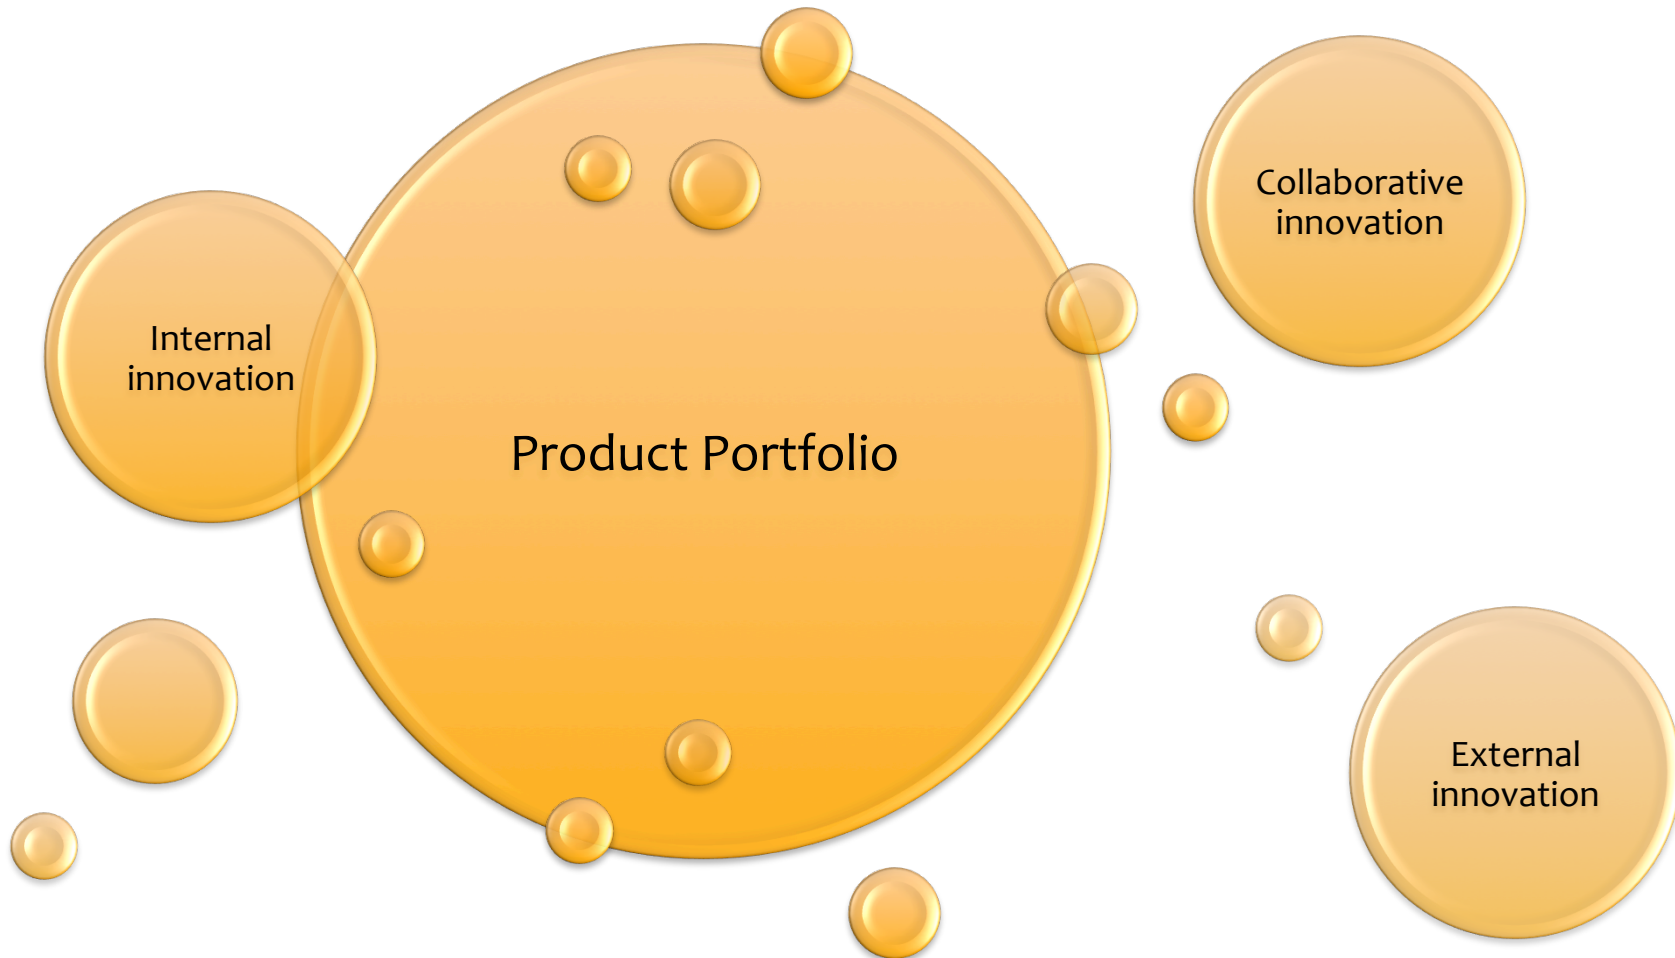 Collaborative
innovation
Internal
innovation
Product Portfolio
External
innovation